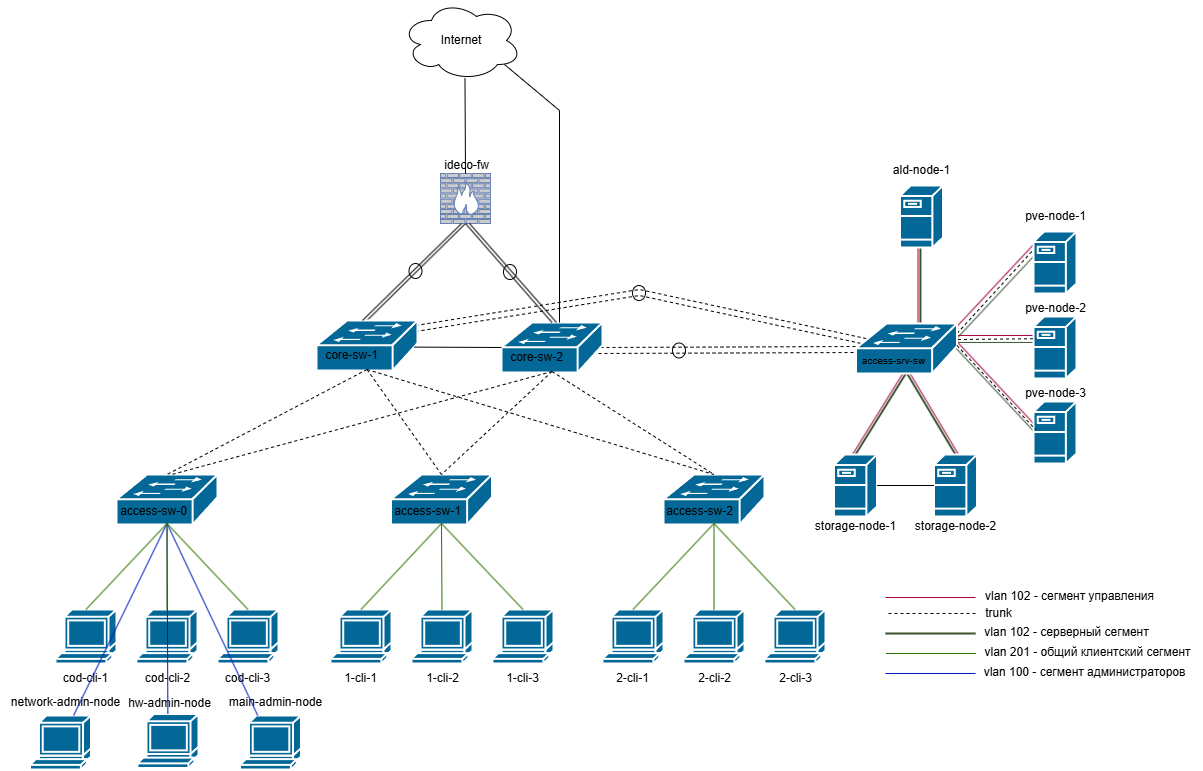 Internet
ideco-fw
ald-node-1
pve-node-1
pve-node-2
core-sw-1
core-sw-2
access-srv-sw
pve-node-3
access-sw-0
access-sw-1
access-sw-2
storage-node-1
storage-node-2
vlan 102 - сегмент управления
trunk
vlan 102 - серверный сегмент
vlan 201 - общий клиентский сегмент
vlan 100 - сегмент администраторов
cod-cli-1
cod-cli-2
cod-cli-3
1-cli-1
1-cli-2
1-cli-3
2-cli-1
2-cli-2
2-cli-3
network-admin-node
hw-admin-node
main-admin-node